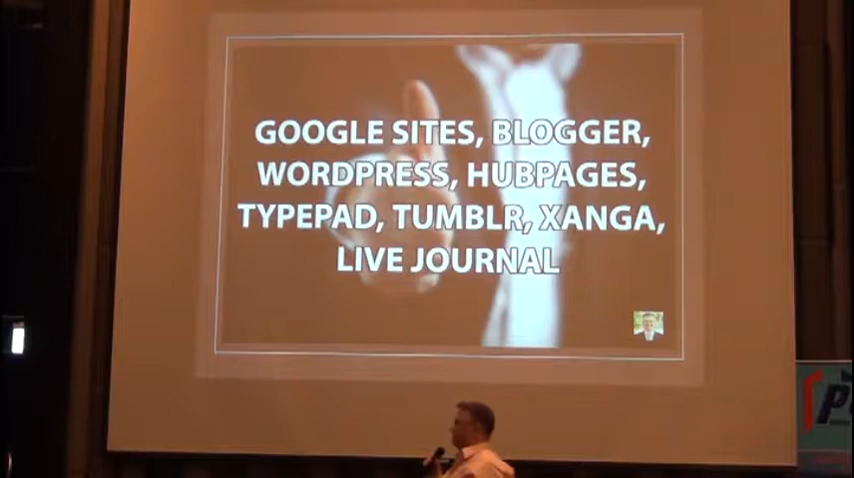 GOOGLE SITES, BLOGGER,
WORDPRESS, HUBPAGES,
TYPEPAD, TUMBLR, XANGA,
LIVE JOURNAL